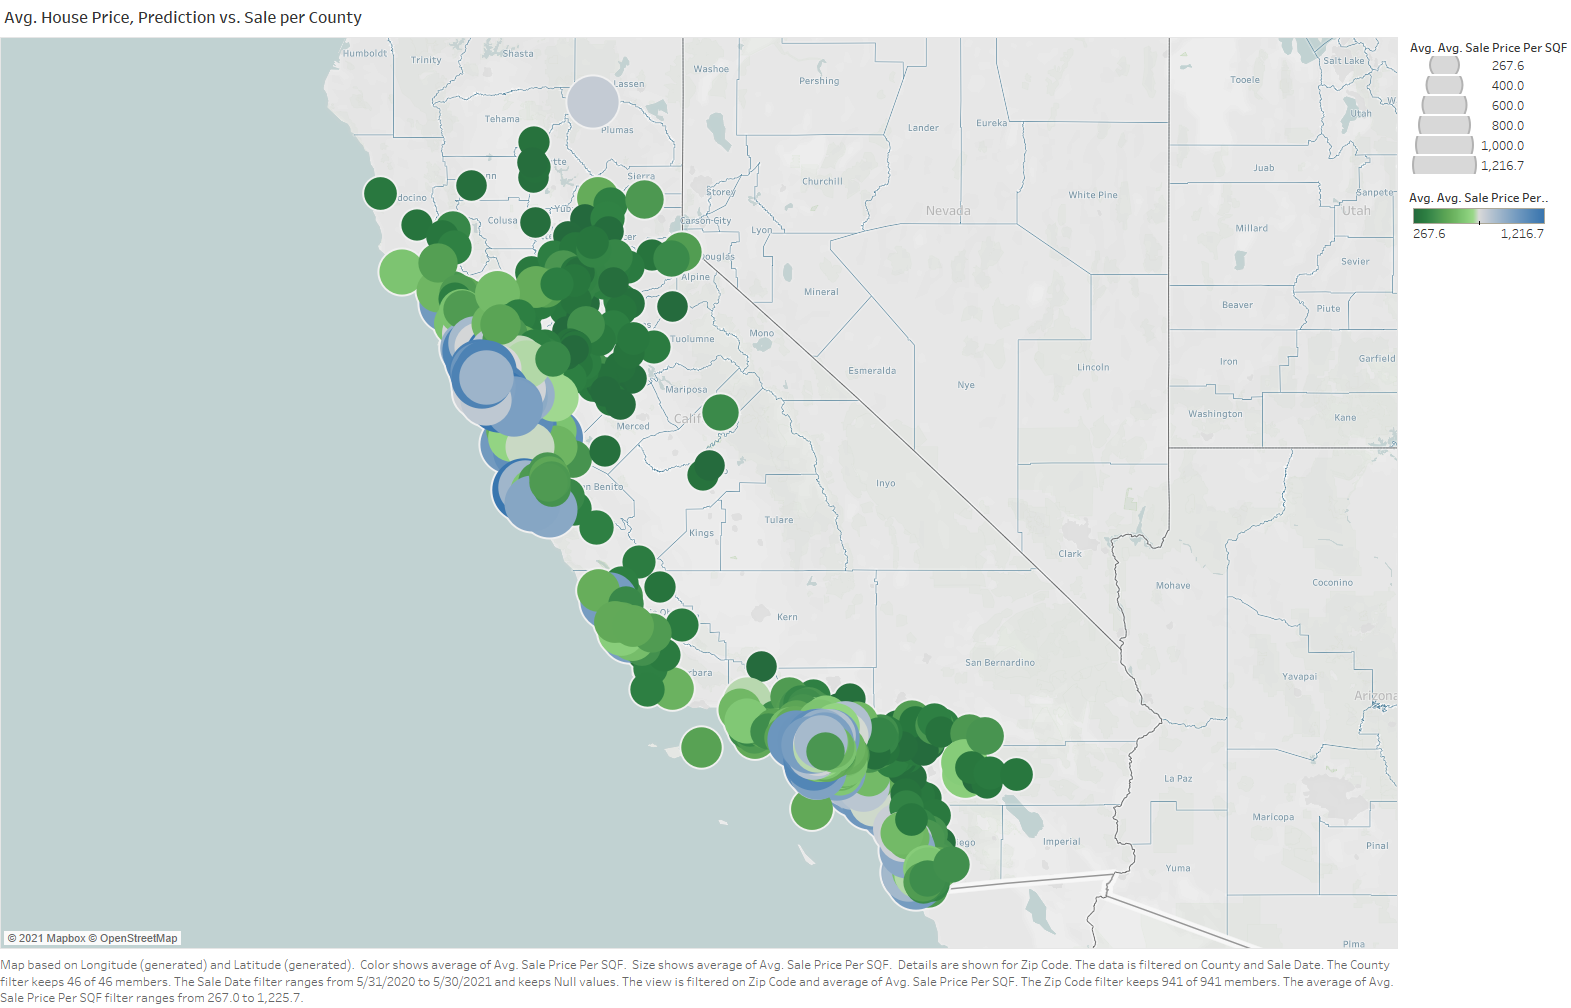 Avg. House Price, Prediction vs. Sale per County
Avg. Avg. Sale Price Per SQF
267.6
400.0
600.0
800.0
1,000.0
1,216.7
Avg. Avg. Sale Price Per..
267.6 1,216.7
Humboldt
Trinity
Shasta
Lassen
Washoe
Pershing
Tooele
Salt Lake
Utah
Tehama
Plumas
Lander
Eureka
Juab
Sierra
Churchill
White Pine
Sanpete
Storey
Nevada
Utah
Colusa
Carson City
Lyon
Millard
Sevier
Alpine
Mineral
Beaver
Piute
Mono
Tuolumne
Iron
Garfield
Esmeralda
Nye
Lincoln
Mariposa
Washington
Kane
Merced
Inyo
Tulare
Kings
Clark
Mohave
Coconino
Kern
San Bernardino
Yavapai
Arizona
La Paz
Maricopa
Imperial
Pinal
Yuma
Pima
© 2021 Mapbox © OpenStreetMap
Map based on Longitude (generated) and Latitude (generated).  Color shows average of Avg. Sale Price Per SQF.  Size shows average of Avg. Sale Price Per SQF.  Details are shown for Zip Code. The data is filtered on County and Sale Date. The County
filter keeps 46 of 46 members. The Sale Date filter ranges from 5/31/2020 to 5/30/2021 and keeps Null values. The view is filtered on Zip Code and average of Avg. Sale Price Per SQF. The Zip Code filter keeps 941 of 941 members. The average of Avg.
Sale Price Per SQF filter ranges from 267.0 to 1,225.7.